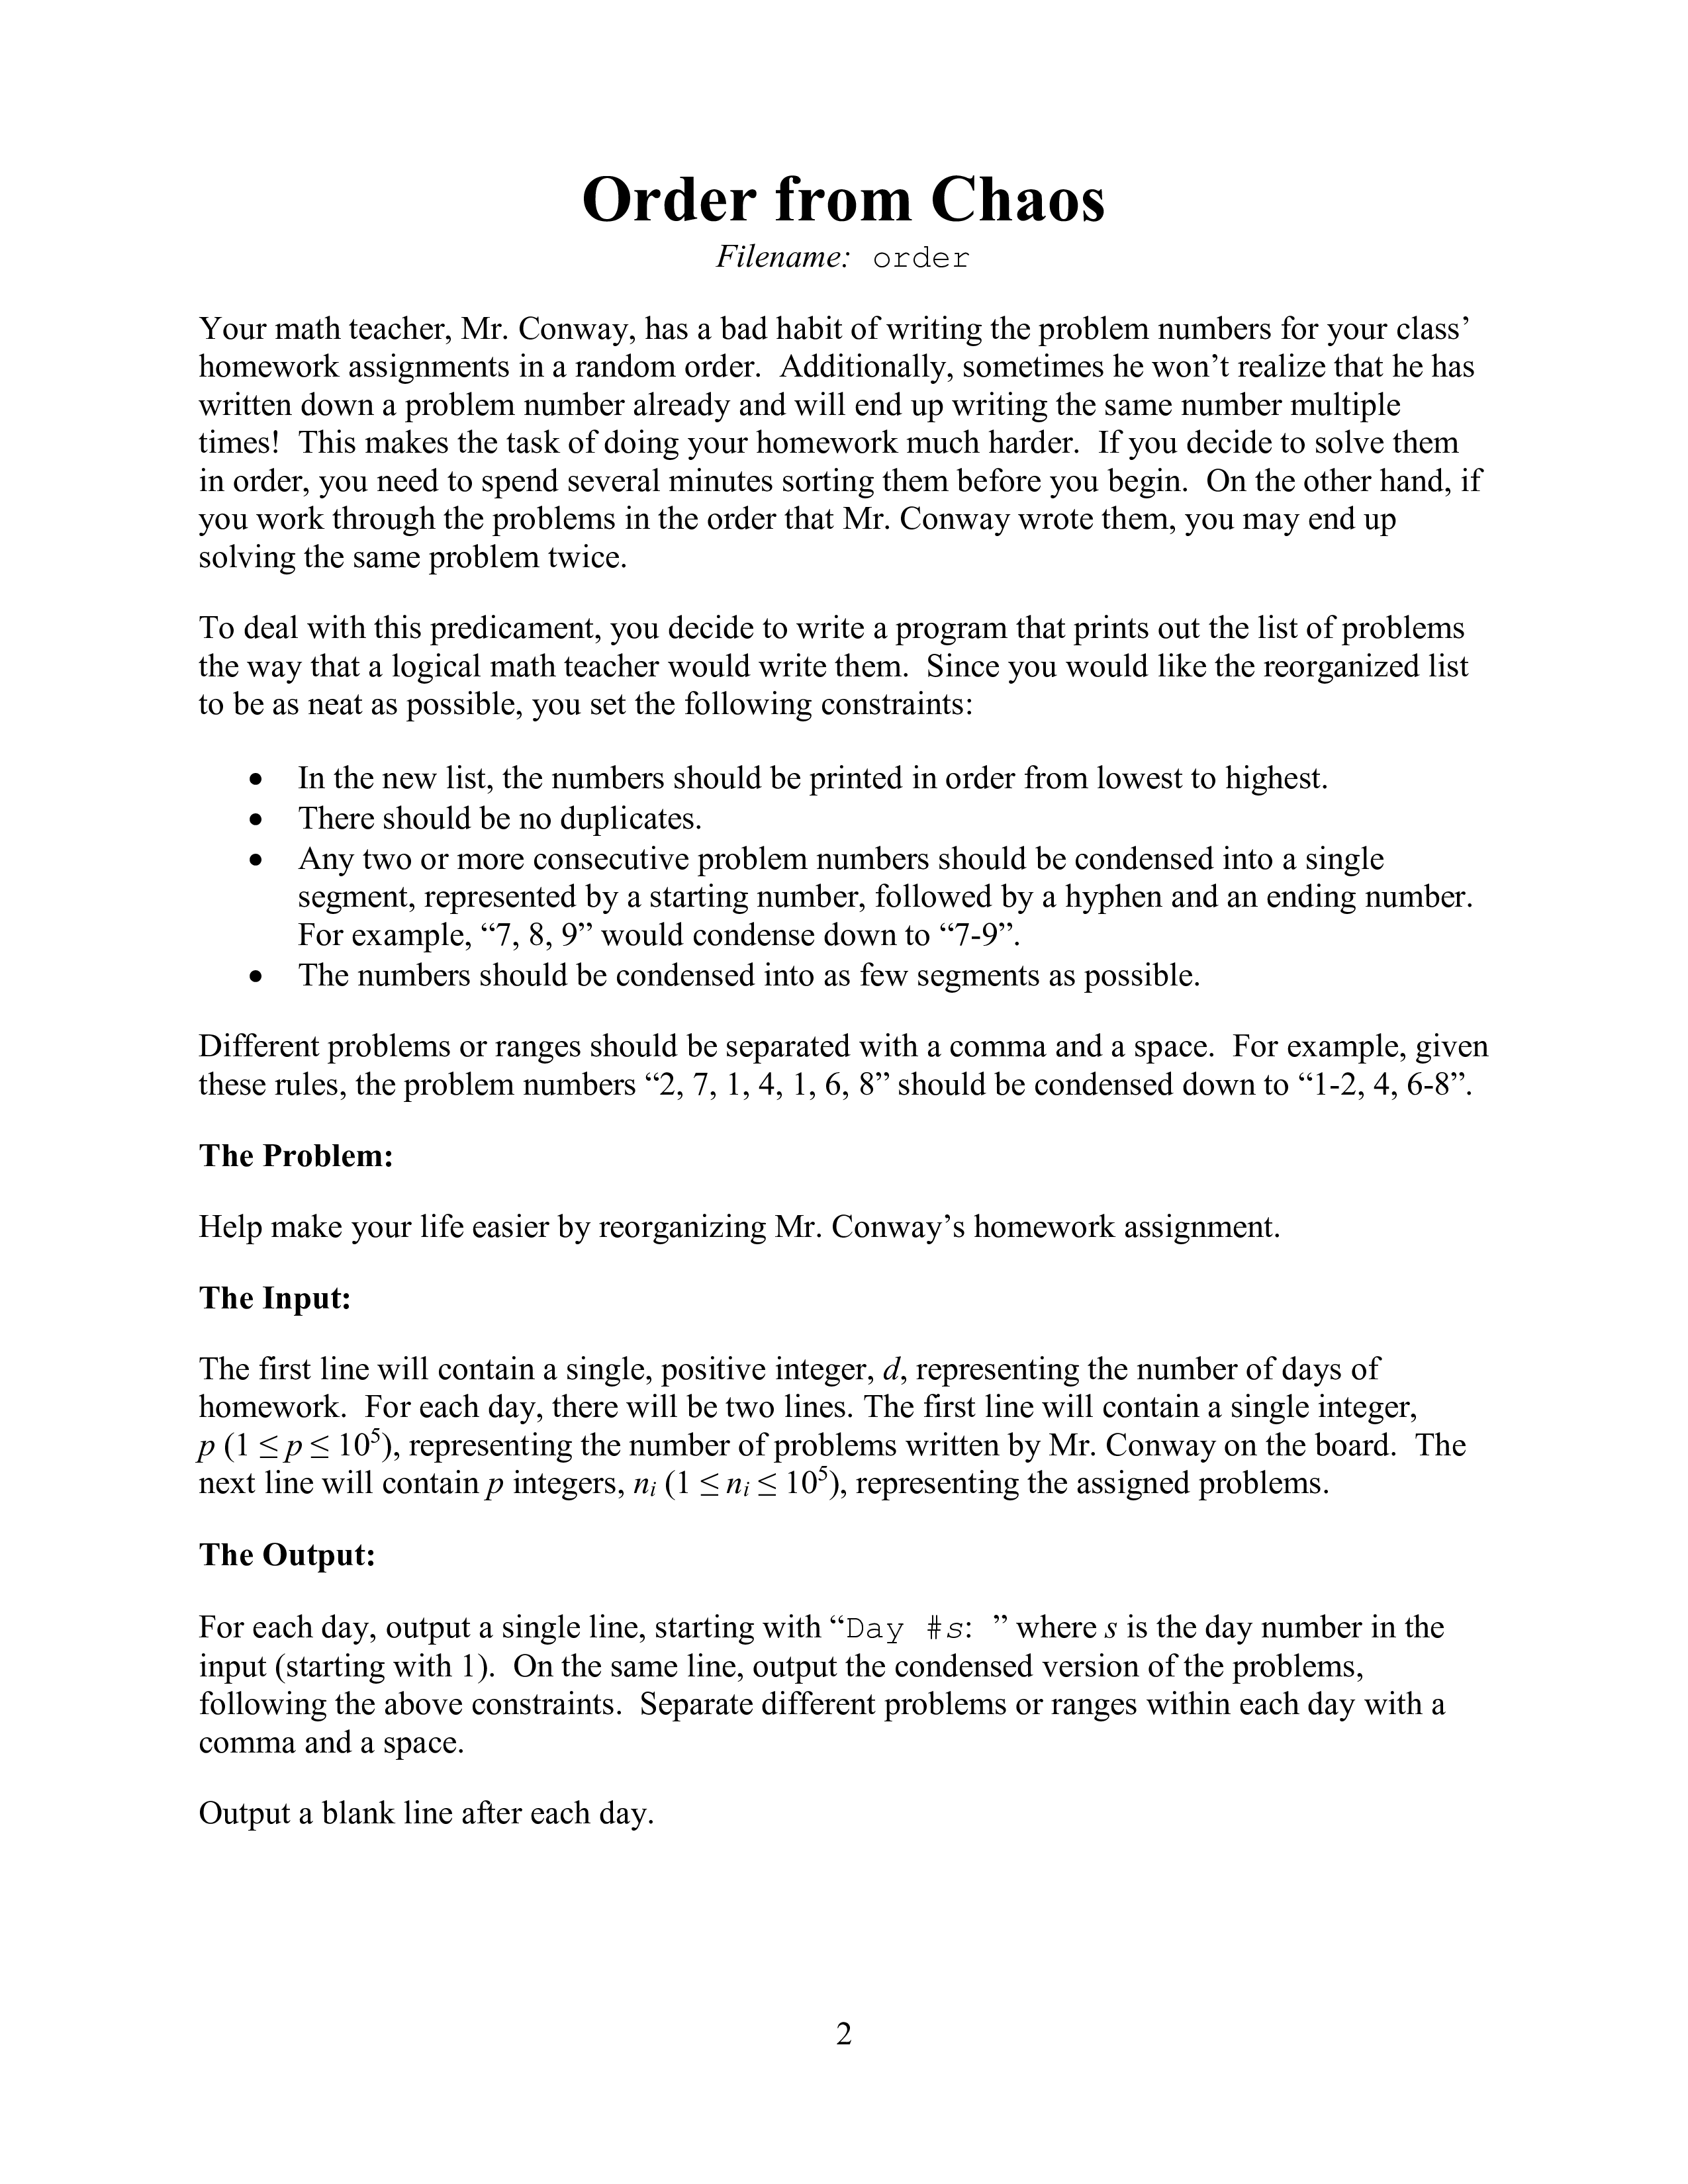 Order from Chaos
Filename: order
Your math teacher, Mr. Conway, has a bad habit of writing the problem numbers for your class’
homework assignments in a random order.  Additionally, sometimes he won’t realize that he has
written down a problem number already and will end up writing the same number multiple
times!  This makes the task of doing your homework much harder.  If you decide to solve them
in order, you need to spend several minutes sorting them before you begin.  On the other hand, if
you work through the problems in the order that Mr. Conway wrote them, you may end up
solving the same problem twice.
To deal with this predicament, you decide to write a program that prints out the list of problems
the way that a logical math teacher would write them.  Since you would like the reorganized list
to be as neat as possible, you set the following constraints:
• In the new list, the numbers should be printed in order from lowest to highest.
• There should be no duplicates.
• Any two or more consecutive problem numbers should be condensed into a single
segment, represented by a starting number, followed by a hyphen and an ending number.
For example, “7, 8, 9” would condense down to “7-9”.
• The numbers should be condensed into as few segments as possible.
Different problems or ranges should be separated with a comma and a space.  For example, given
these rules, the problem numbers “2, 7, 1, 4, 1, 6, 8” should be condensed down to “1-2, 4, 6-8”.
The Problem:
Help make your life easier by reorganizing Mr. Conway’s homework assignment.
The Input:
The first line will contain a single, positive integer, d, representing the number of days of
homework.  For each day, there will be two lines. The first line will contain a single integer,
p (1 ≤ p ≤ 10⁵), representing the number of problems written by Mr. Conway on the board.  The
next line will contain p integers, nᵢ (1 ≤ nᵢ ≤ 10⁵), representing the assigned problems.
The Output:
For each day, output a single line, starting with “Day #s: ” where s is the day number in the
input (starting with 1).  On the same line, output the condensed version of the problems,
following the above constraints.  Separate different problems or ranges within each day with a
comma and a space.
Output a blank line after each day.
2